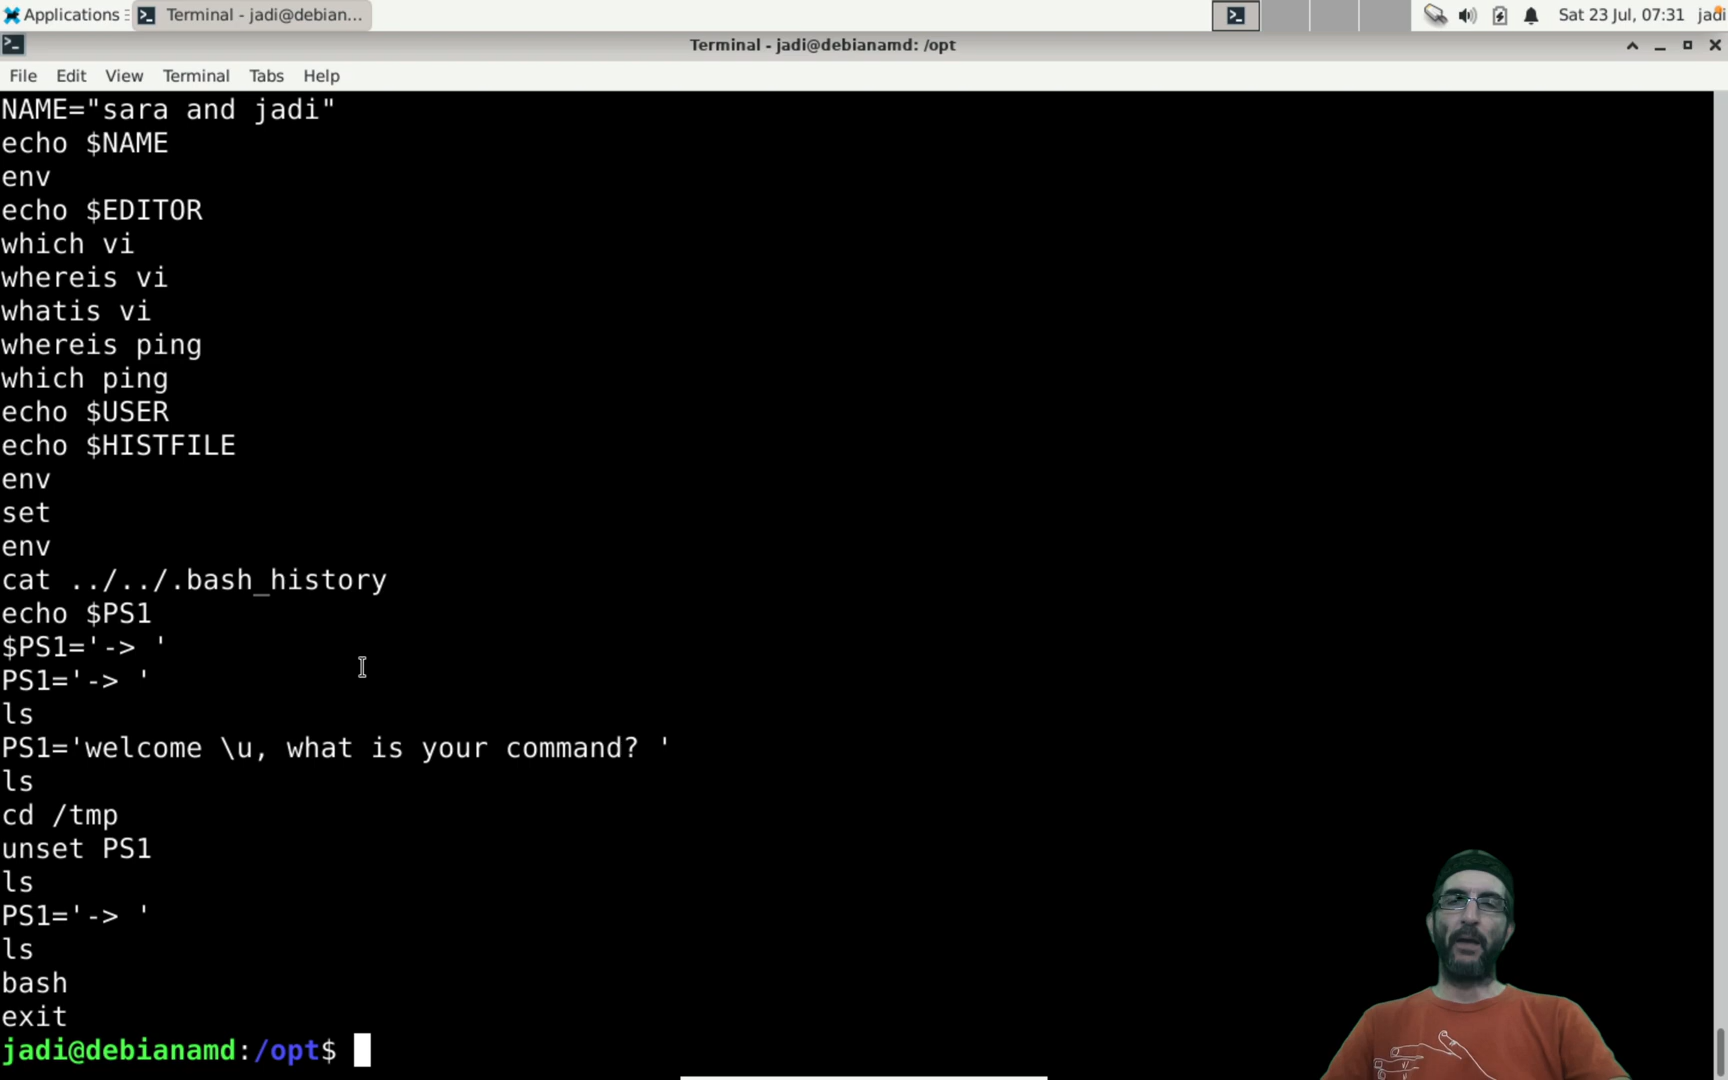 Applications
Terminal - jadi@debian...
Sat 23 Jul, 07:31 jadi
Terminal - jadi@debianamd: /opt
File Edit View Terminal Tabs Help
NAME="sara and jadi"
echo $NAME
env
echo $EDITOR
which vi
whereis vi
whatis vi
whereis ping
which ping
echo $USER
echo $HISTFILE
env
set
env
cat ../../.bash_history
echo $PS1
$PS1='-> '
PS1='-> '
ls
PS1='welcome \u, what is your command? '
ls
cd /tmp
unset PS1
ls
PS1='-> '
ls
bash
exit
jadi@debianamd:/opt$